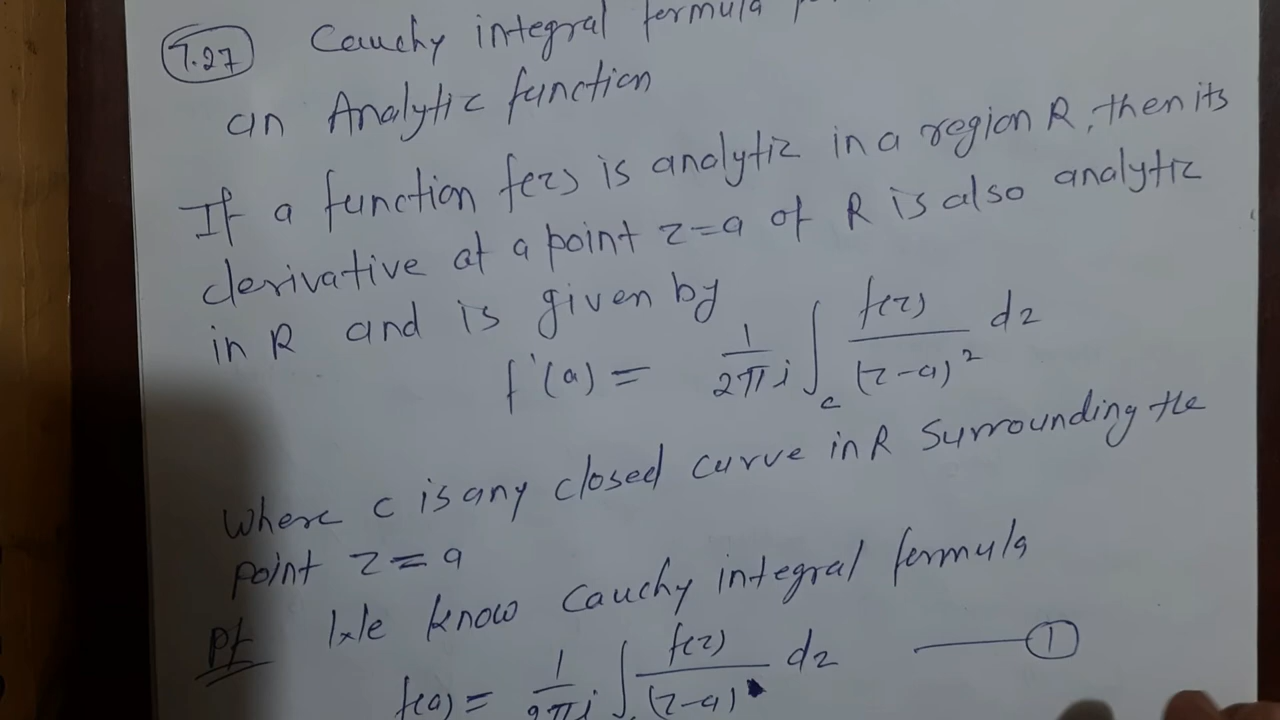 7.27 Cauchy integral formula
an Analytic function
If a function f(z) is analytic in a region R, then its
derivative at a point z=a of R is also analytic
in R and is given by
f'(a) = 1/2πi ∫c f(z)/(z-a)² dz
Where c is any closed curve in R surrounding the
point z=a
Pf We know Cauchy integral formula
f(a) = 1/2πi ∫ f(z)/(z-a) dz —— 1